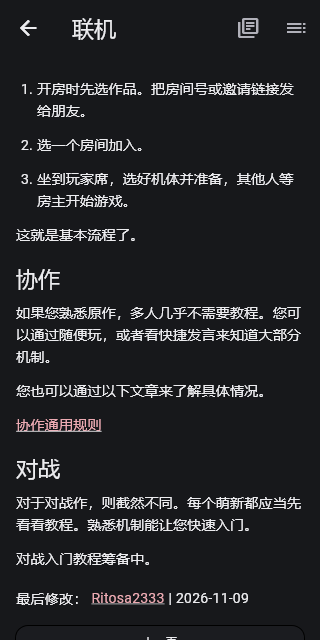 联机
1. 开房时先选作品。把房间号或邀请链接发
给朋友。
2. 选一个房间加入。
3. 坐到玩家席，选好机体并准备，其他人等
房主开始游戏。
这就是基本流程了。
协作
如果您熟悉原作，多人几乎不需要教程。您可
以通过随便玩，或者看快捷发言来知道大部分
机制。
您也可以通过以下文章来了解具体情况。
协作通用规则
对战
对于对战作，则截然不同。每个萌新都应当先
看看教程。熟悉机制能让您快速入门。
对战入门教程筹备中。
最后修改： Ritosa2333 | 2026-11-09